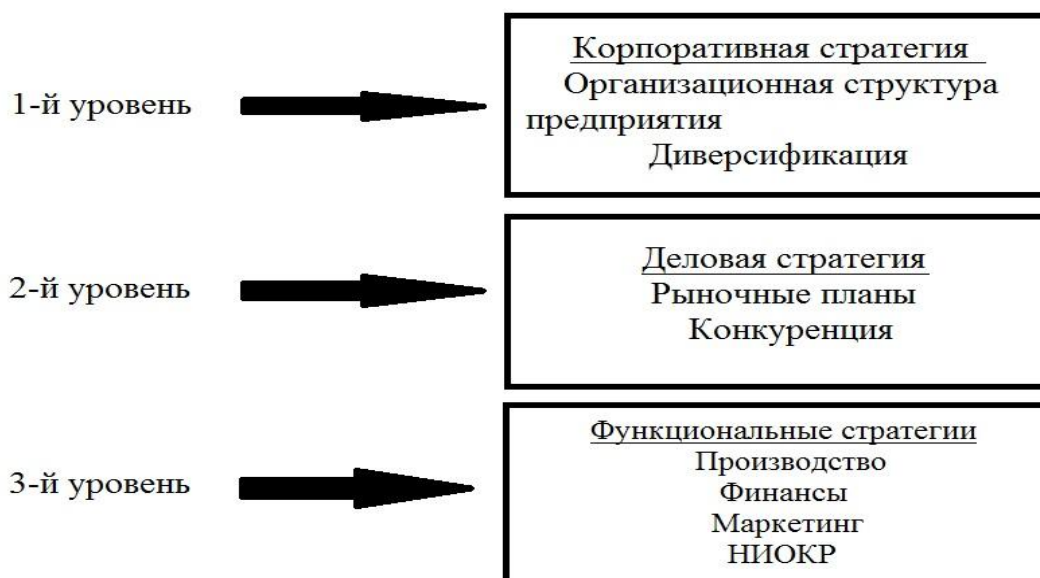 1-й уровень
Корпоративная стратегия
Организационная структура
предприятия
Диверсификация
2-й уровень
Деловая стратегия
Рыночные планы
Конкуренция
3-й уровень
Функциональные стратегии
Производство
Финансы
Маркетинг
НИОКР